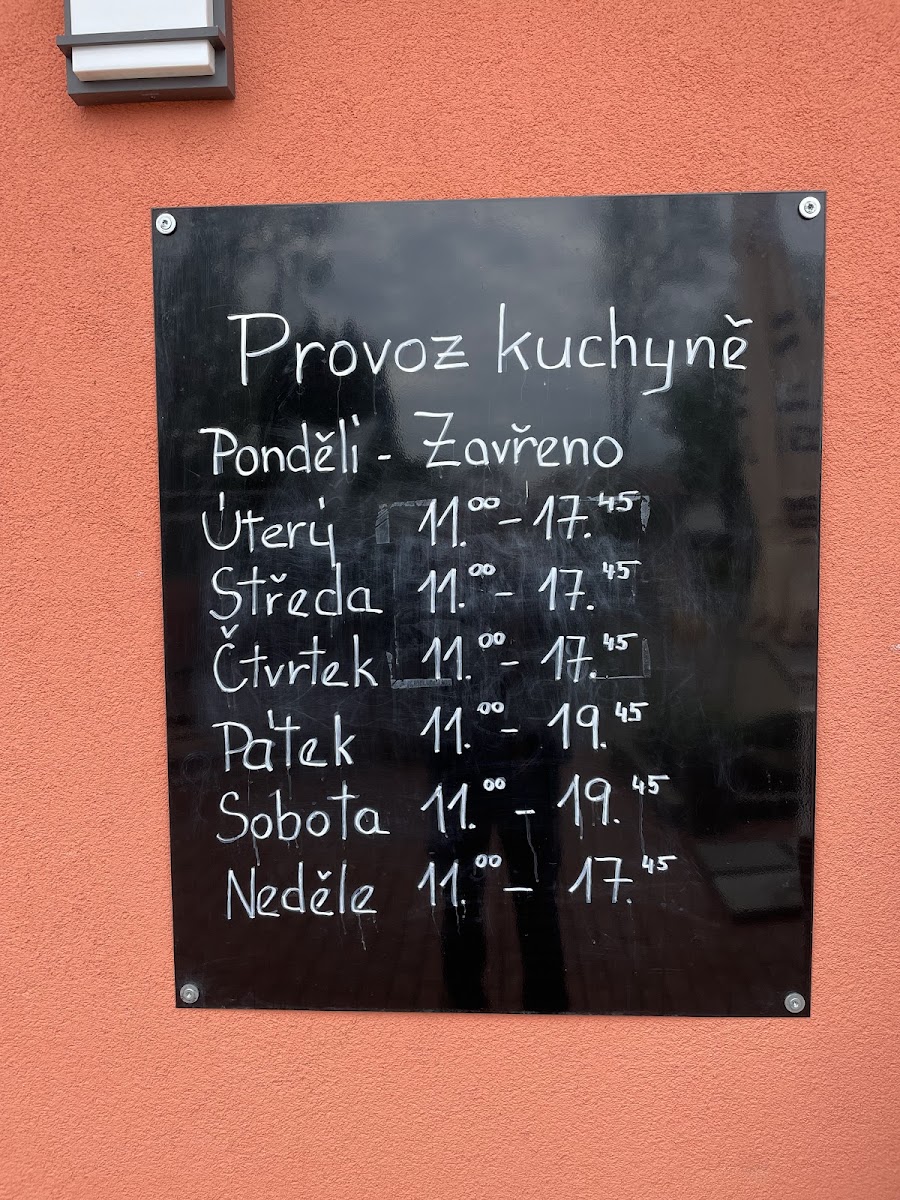 Provoz kuchyně
Ponděli - Zavřeno
Úterý 11.00 - 17.45
Středa 11.00 - 17.45
Čtvrtek 11.00 - 17.45
Pátek 11.00 - 19.45
Sobota 11.00 - 19.45
Neděle 11.00 - 17.45